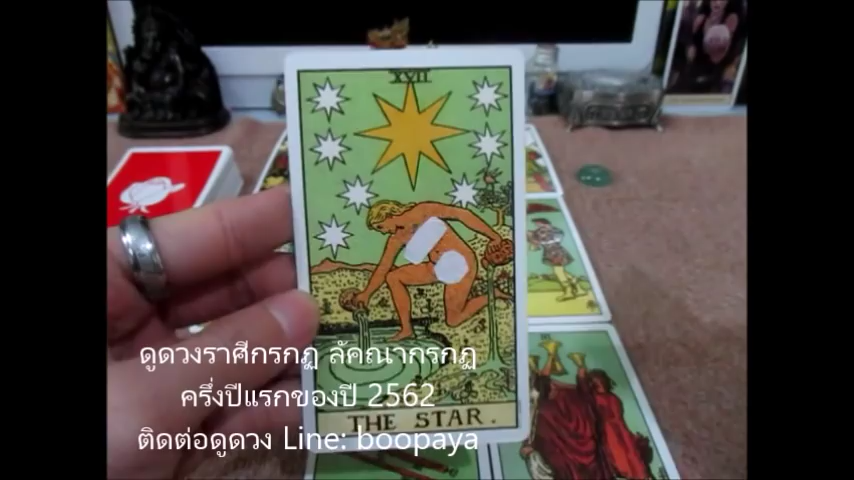 XVII
ดูดวงราศีกรกฏ ลัคณากรกฏ
ครึ่งปีแรกของปี 2562
ติดต่อดูดวง Line: boopaya
THE STAR.